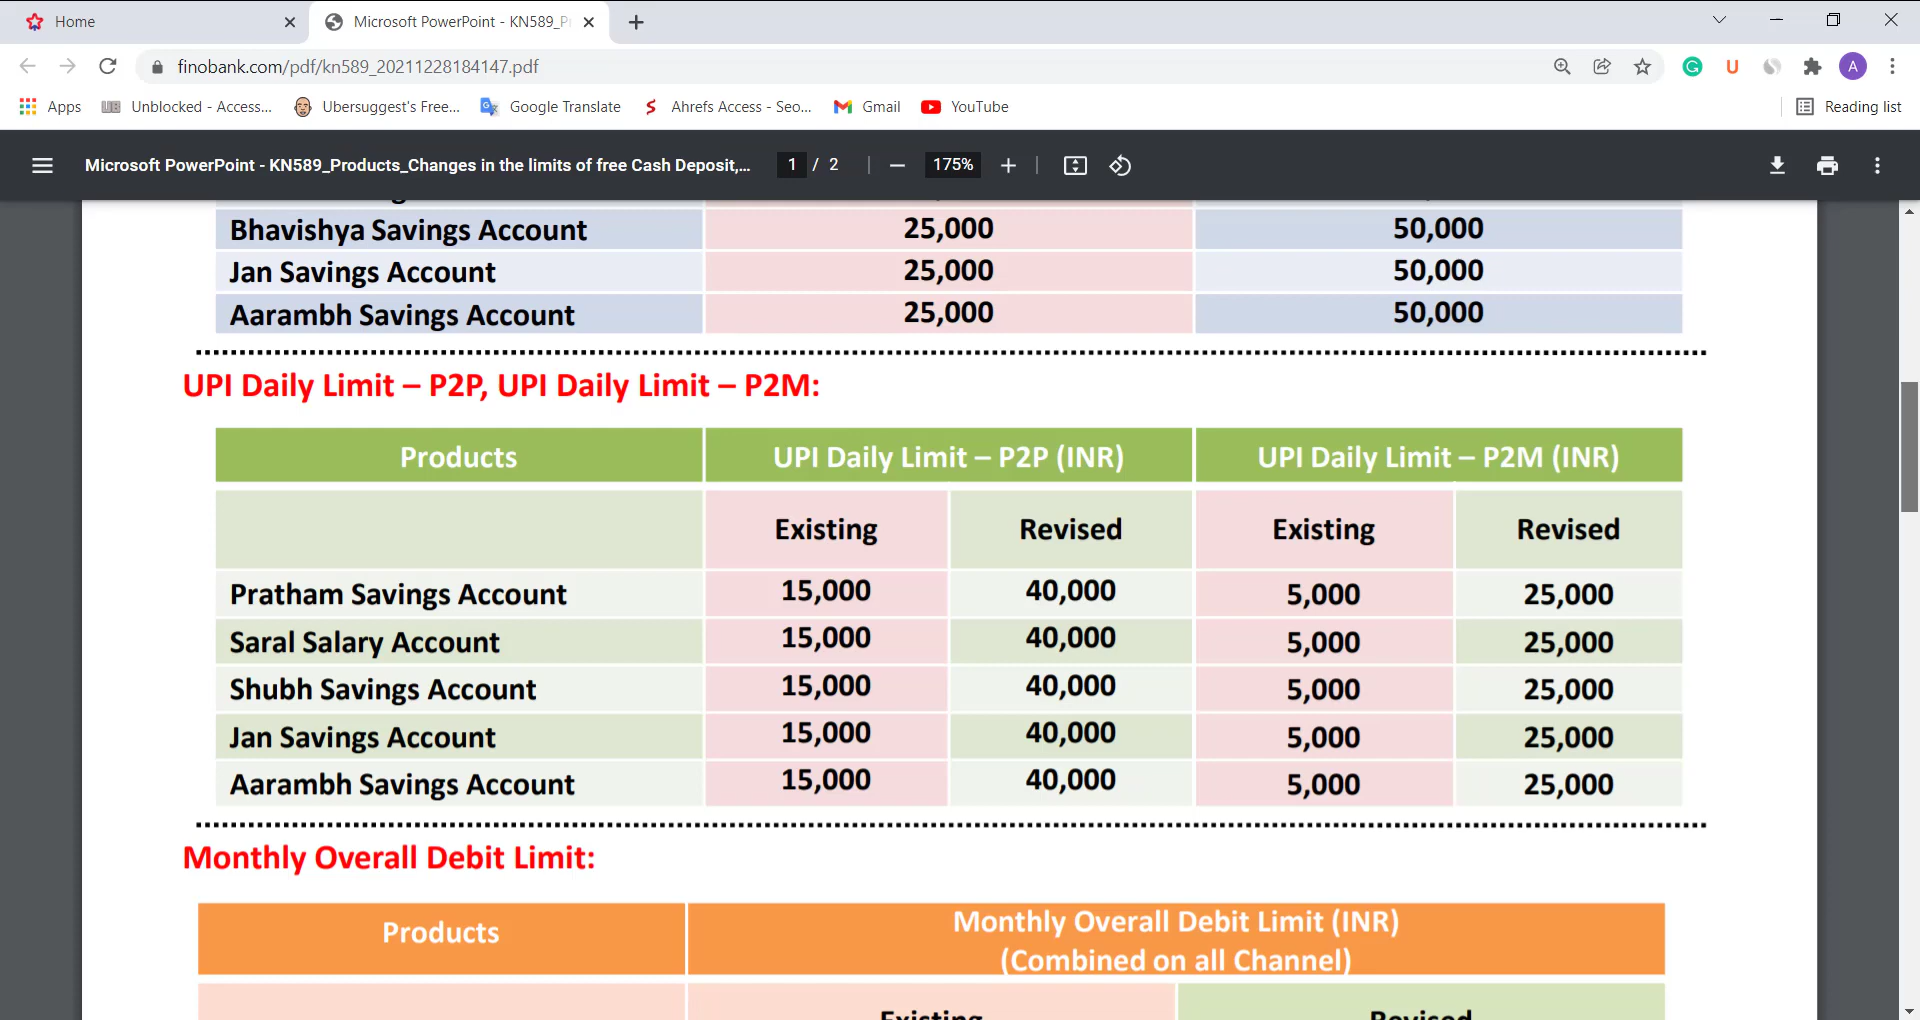 Home
Microsoft PowerPoint - KN589_P
finobank.com/pdf/kn589_20211228184147.pdf
A
Apps
Unblocked - Access...
Ubersuggest's Free...
Google Translate
Ahrefs Access - Seo...
Gmail
YouTube
Reading list
Microsoft PowerPoint - KN589_Products_Changes in the limits of free Cash Deposit,...
1 / 2
175%
Bhavishya Savings Account 25,000 50,000
Jan Savings Account 25,000 50,000
Aarambh Savings Account 25,000 50,000
UPI Daily Limit – P2P, UPI Daily Limit – P2M:
Products UPI Daily Limit – P2P (INR) UPI Daily Limit – P2M (INR)
Existing Revised Existing Revised
Pratham Savings Account 15,000 40,000 5,000 25,000
Saral Salary Account 15,000 40,000 5,000 25,000
Shubh Savings Account 15,000 40,000 5,000 25,000
Jan Savings Account 15,000 40,000 5,000 25,000
Aarambh Savings Account 15,000 40,000 5,000 25,000
Monthly Overall Debit Limit:
Products Monthly Overall Debit Limit (INR)
(Combined on all Channel)
Existing Revised